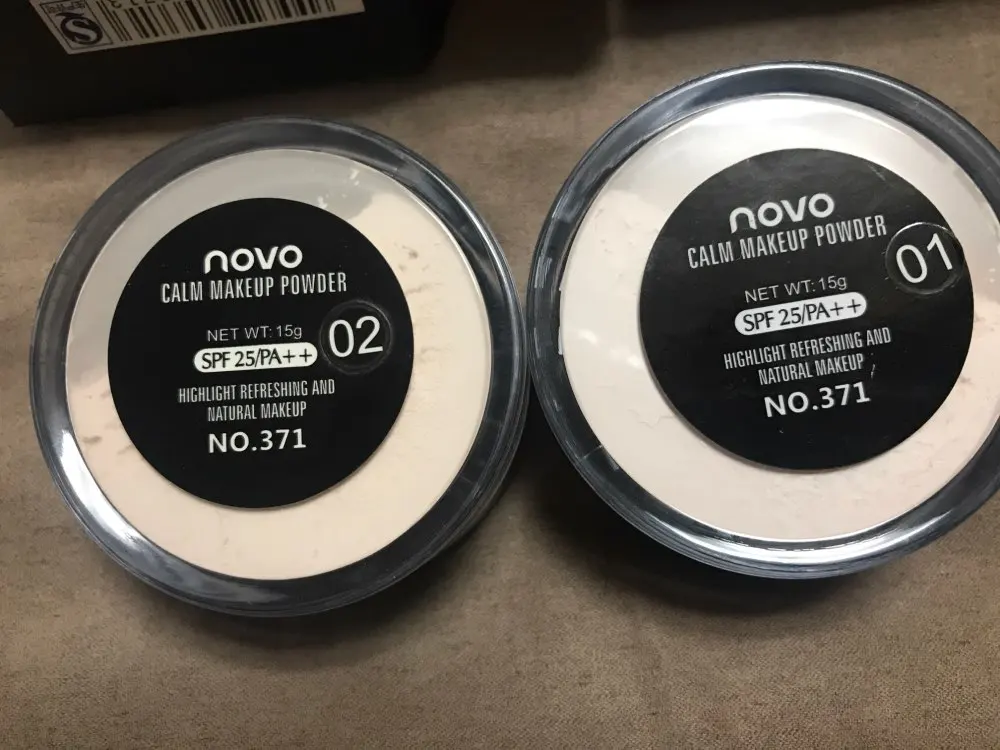 novo
CALM MAKEUP POWDER
NET WT: 15g
SPF 25/PA++
02
HIGHLIGHT REFRESHING AND
NATURAL MAKEUP
NO.371
novo
CALM MAKEUP POWDER
01
NET WT: 15g
SPF 25/PA++
HIGHLIGHT REFRESHING AND
NATURAL MAKEUP
NO.371